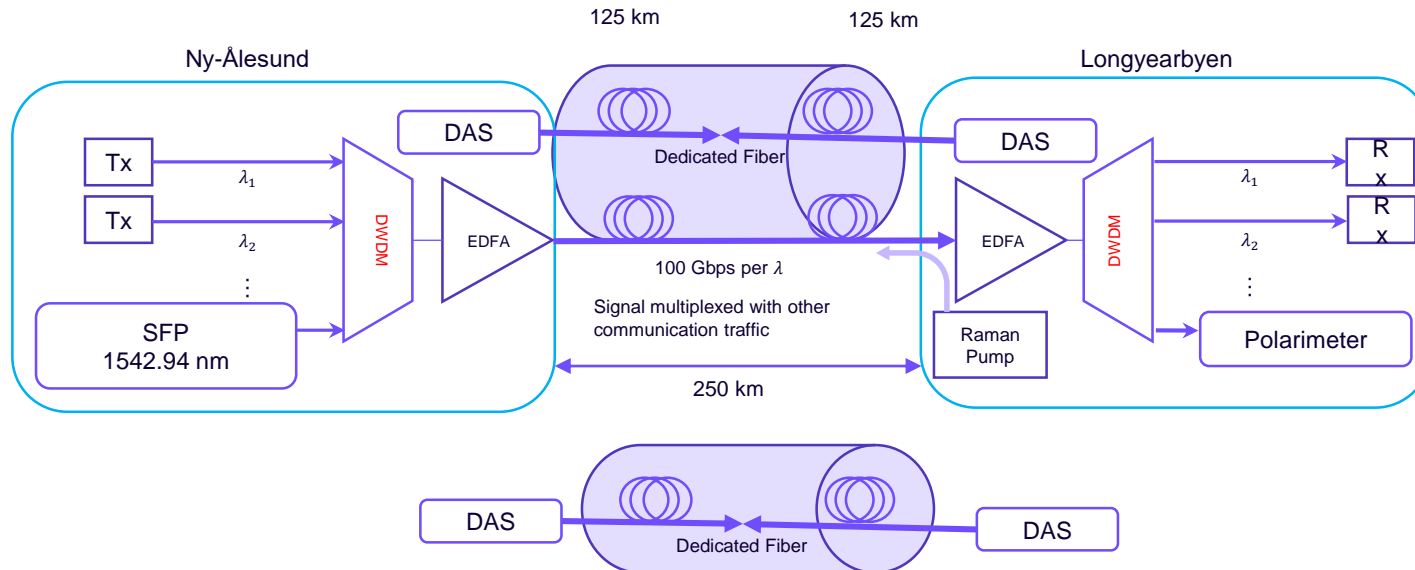 125 km
125 km
Ny-Ålesund
Longyearbyen
DAS
DAS
Dedicated Fiber
Tx
λ₁
Tx
λ₂
⋮
SFP
1542.94 nm
DWDM
EDFA
100 Gbps per λ
Signal multiplexed with other
communication traffic
250 km
Raman
Pump
EDFA
DWDM
λ₁
R
x
λ₂
R
x
⋮
Polarimeter
DAS
Dedicated Fiber
DAS